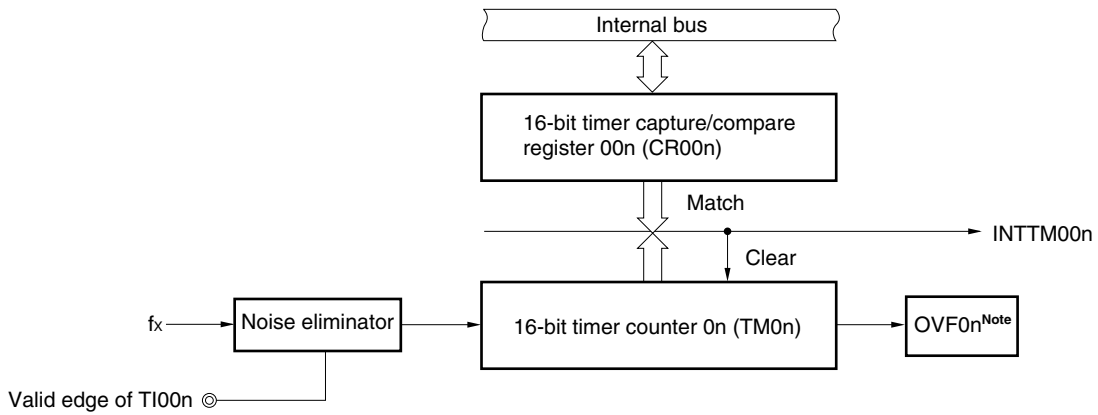 Internal bus
16-bit timer capture/compare
register 00n (CR00n)
Match
INTTM00n
Clear
fx
Noise eliminator
16-bit timer counter 0n (TM0n)
OVF0nNote
Valid edge of TI00n